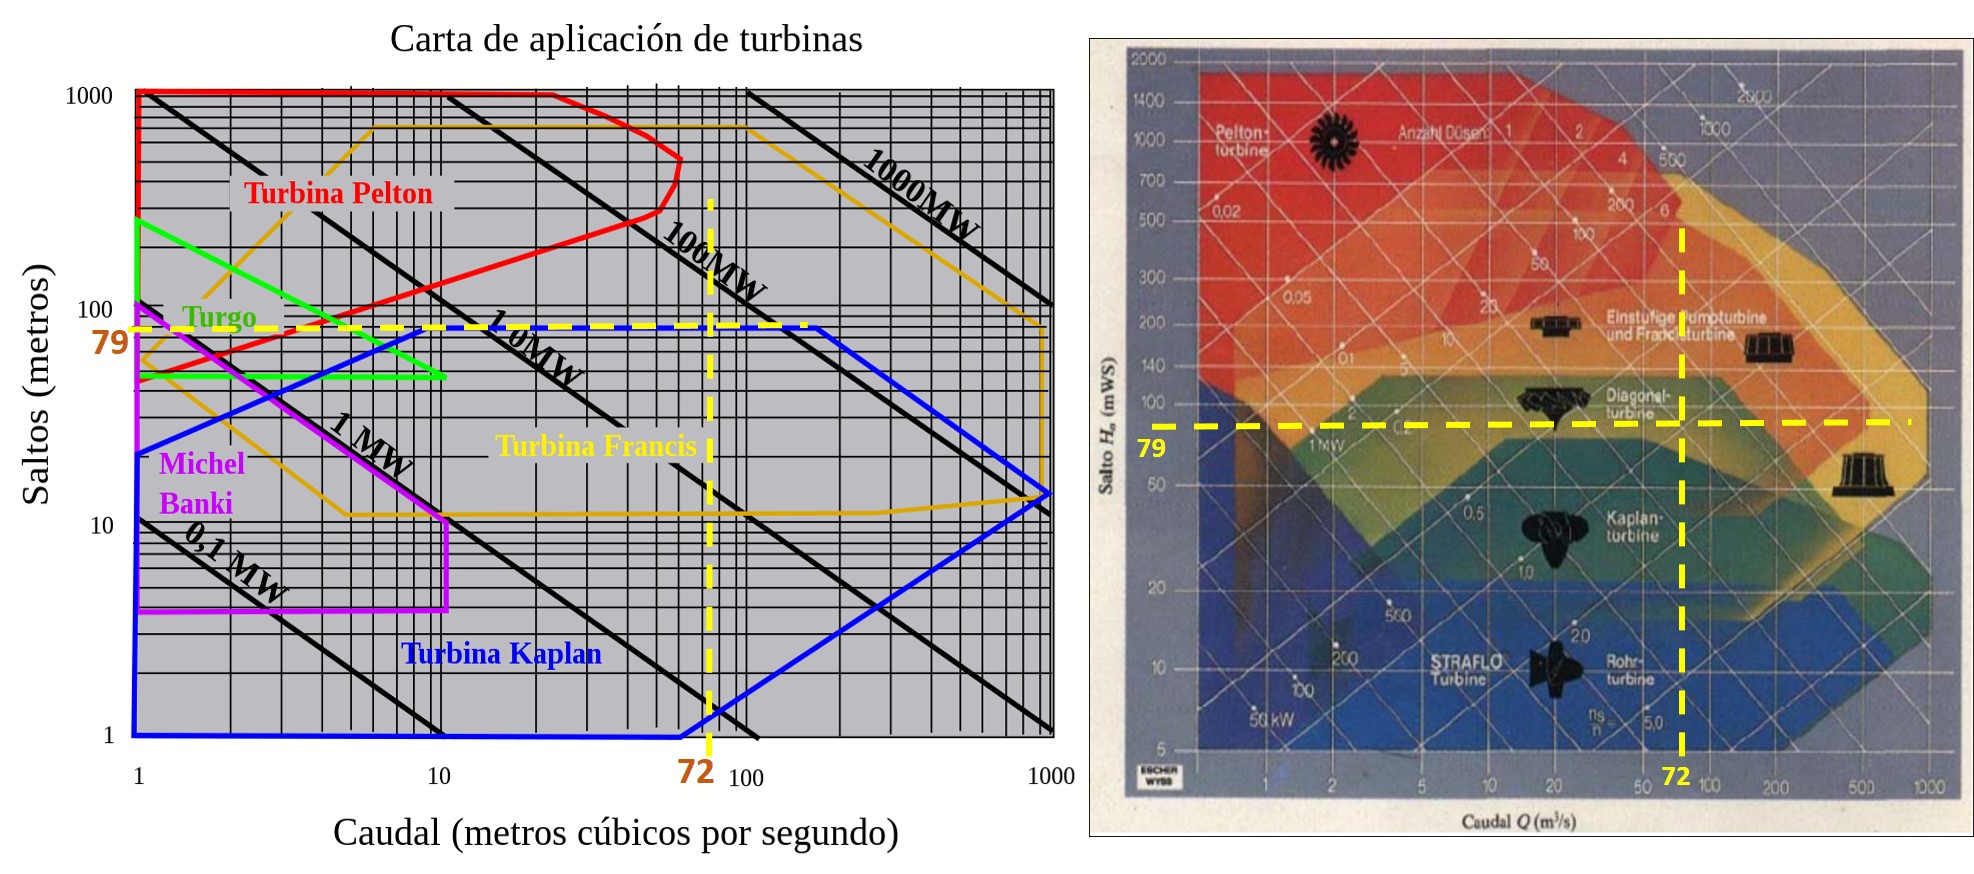 Carta de aplicación de turbinas
Saltos (metros)
1000
100
79
10
1
Turbina Pelton
Turgo
Michel
Banki
Turbina Francis
Turbina Kaplan
1000MW
100MW
10MW
1 MW
0,1 MW
1
10
72
100
1000
Caudal (metros cúbicos por segundo)
Salto Hn (mWS)
2000
1400
1000
700
500
300
200
140
100
79
50
20
10
5
Pelton-
turbine
Anzahl Düsen 1
2
4
6
2000
1000
500
200
100
50
20
10
5
2
1 MW
0,02
0,05
0,1
0,2
0,5
1,0
2,0
5,0
Einstufige Pumpturbine
und Francisturbine
Diagonal-
turbine
Kaplan-
turbine
STRAFLO
Turbine
Rohr-
turbine
500
200
100
50 kW
ns
n
=
ESCHER
WYSS
1
2
5
10
20
50
72
100
200
500
1000
Caudal Q (m³/s)